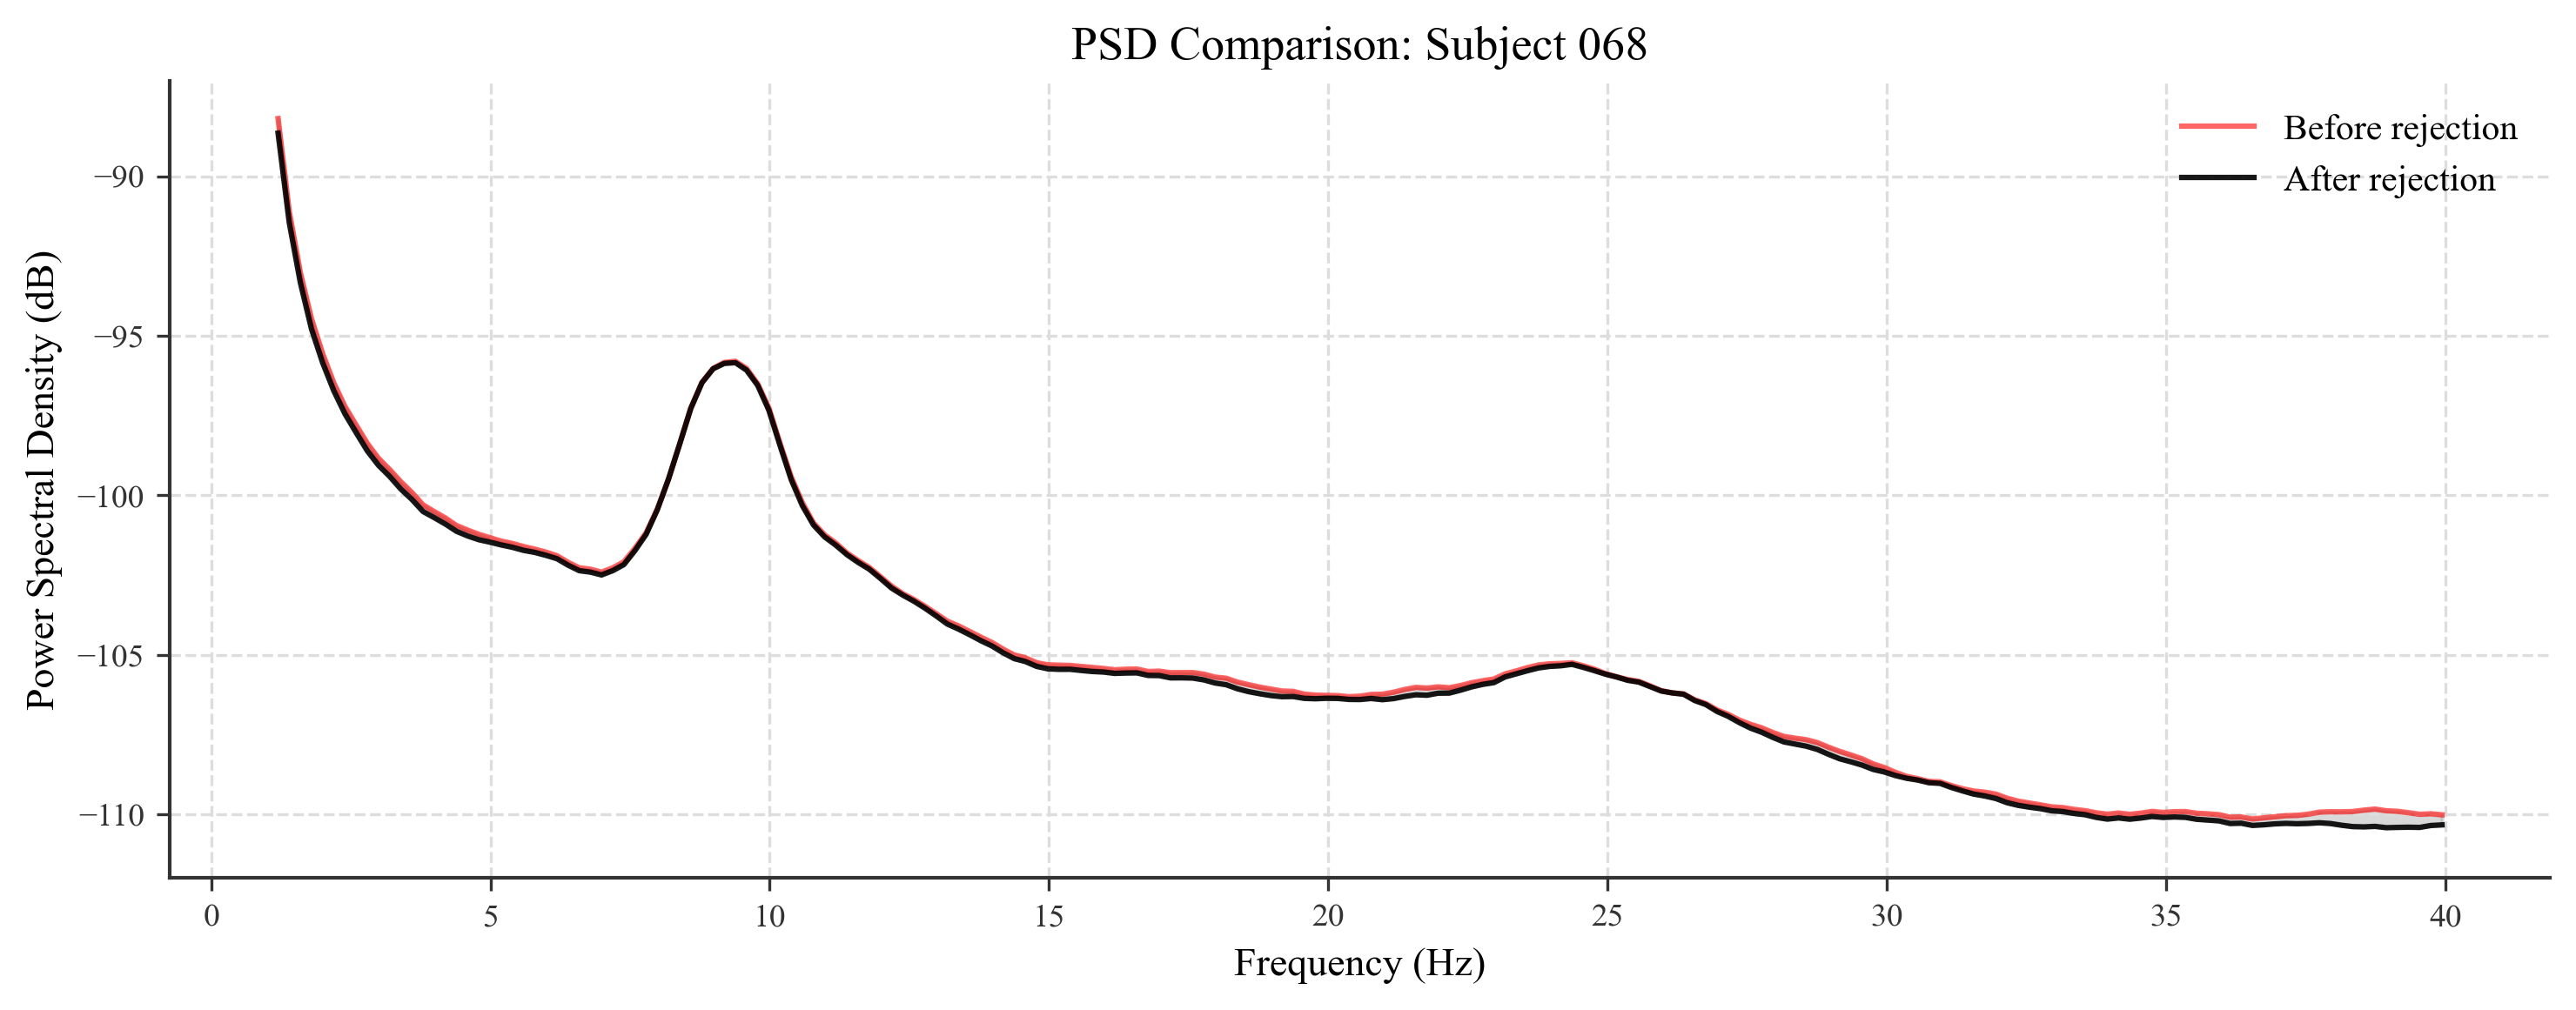 PSD Comparison: Subject 068
Before rejection
After rejection
Power Spectral Density (dB)
−90
−95
−100
−105
−110
0 5 10 15 20 25 30 35 40
Frequency (Hz)